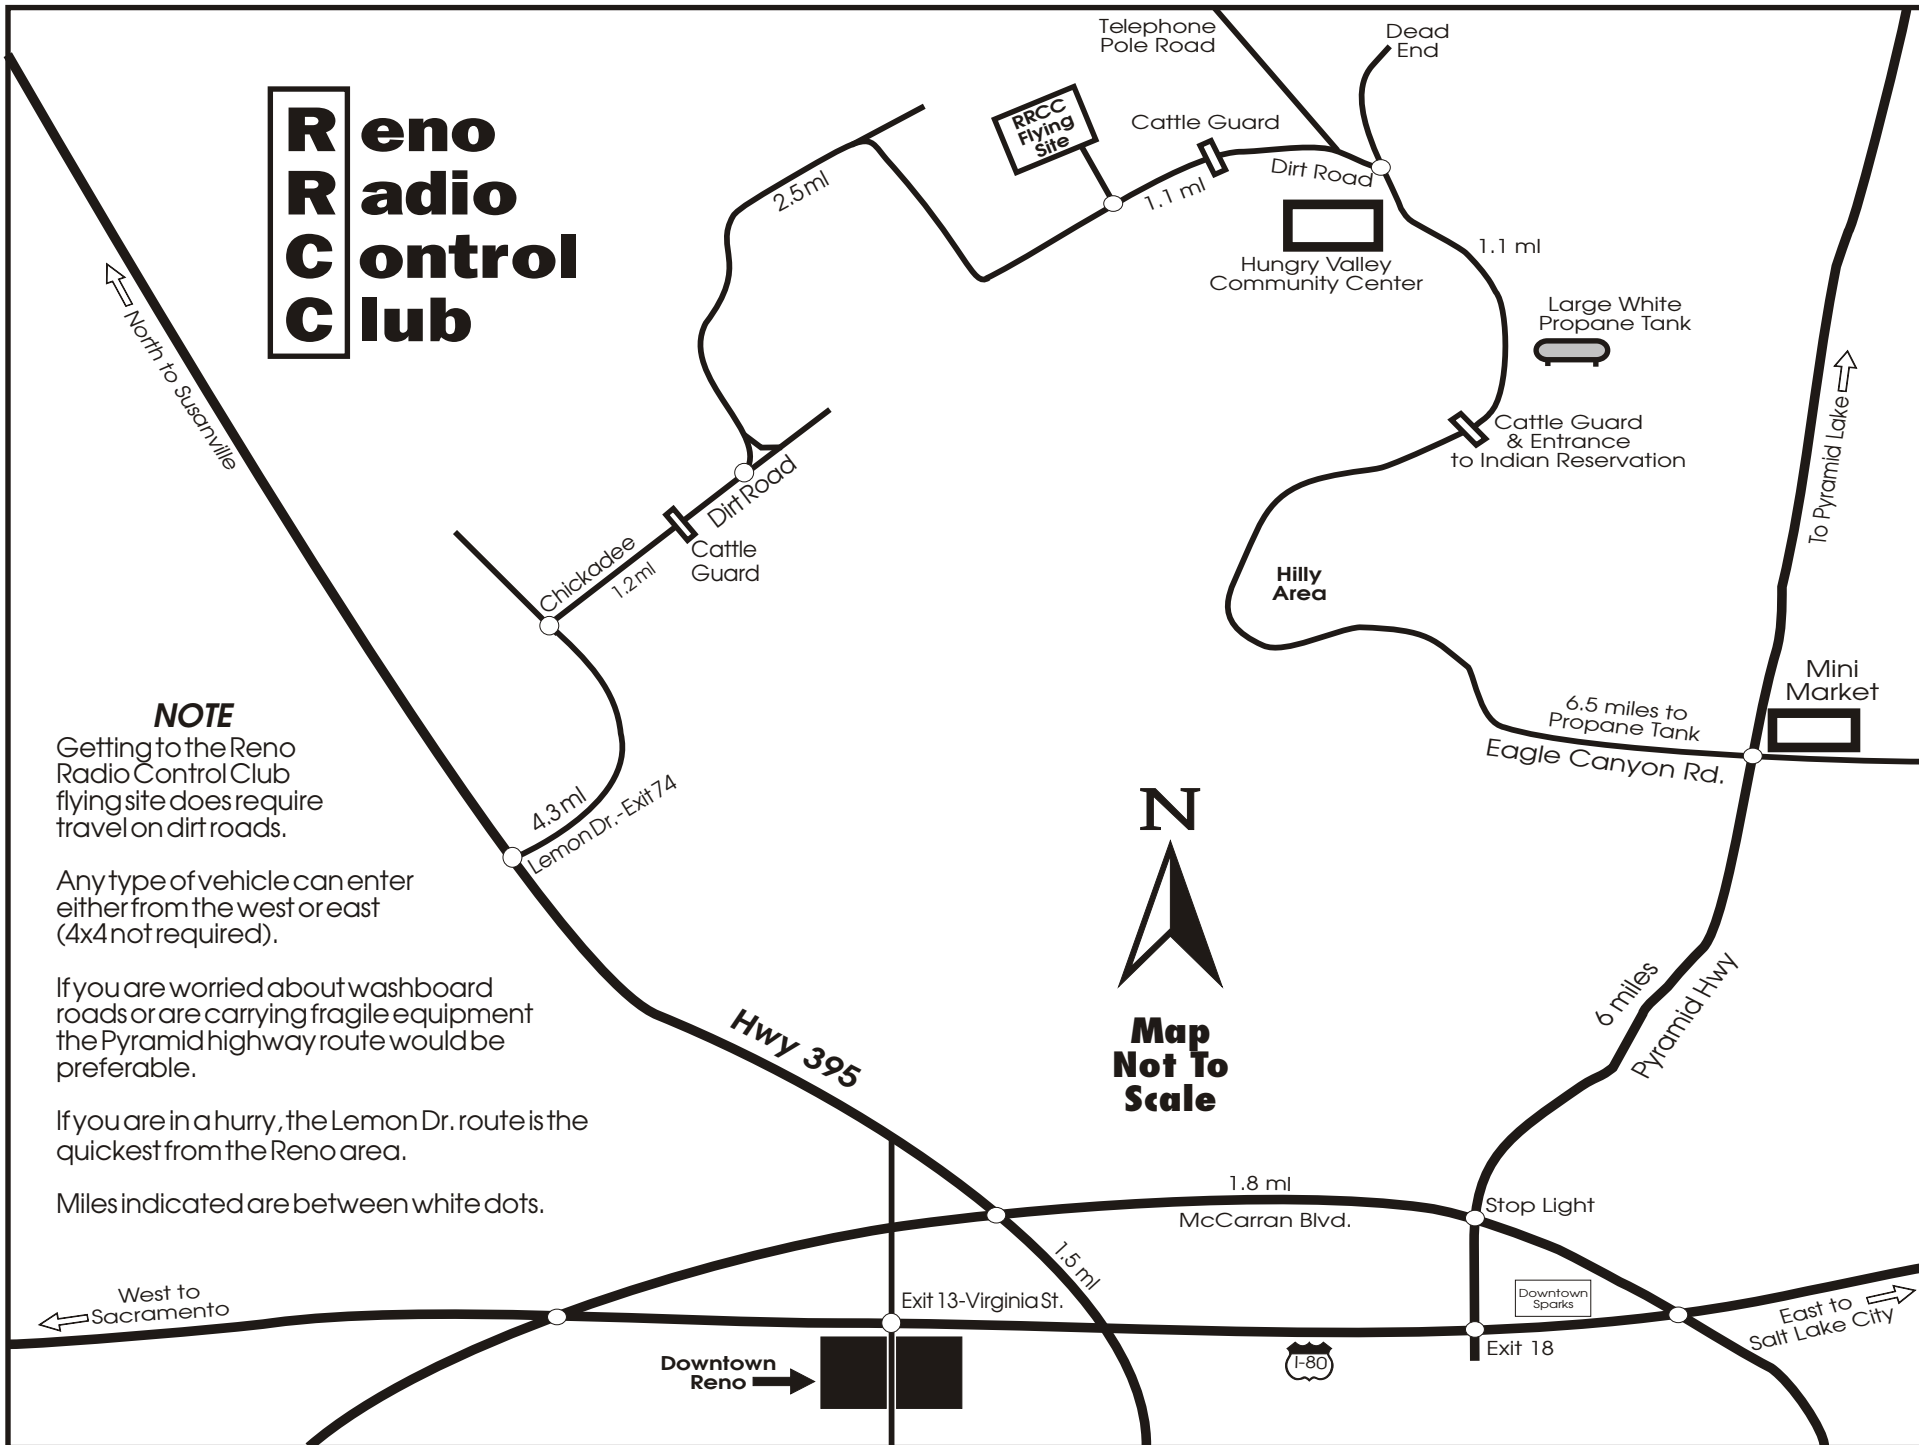 Reno
Radio
Control
Club
Telephone
Pole Road
Dead
End
RRCC
Flying
Site
Cattle Guard
Dirt Road
1.1 ml
2.5 ml
Hungry Valley
Community Center
1.1 ml
Large White
Propane Tank
North to Susanville
Cattle Guard
& Entrance
to Indian Reservation
To Pyramid Lake
Dirt Road
Cattle
Guard
Chickadee
1.2 ml
Hilly
Area
Mini
Market
6.5 miles to
Propane Tank
Eagle Canyon Rd.
4.3 ml
Lemon Dr. - Exit 74
NOTE
Getting to the Reno
Radio Control Club
flying site does require
travel on dirt roads.
Any type of vehicle can enter
either from the west or east
(4x4 not required).
If you are worried about washboard
roads or are carrying fragile equipment
the Pyramid highway route would be
preferable.
If you are in a hurry, the Lemon Dr. route is the
quickest from the Reno area.
Miles indicated are between white dots.
N
Map
Not To
Scale
6 miles
Pyramid Hwy
Hwy 395
1.8 ml
McCarran Blvd.
Stop Light
1.5 ml
West to
Sacramento
Exit 13-Virginia St.
Downtown
Sparks
East to
Salt Lake City
Downtown
Reno
I-80
Exit 18